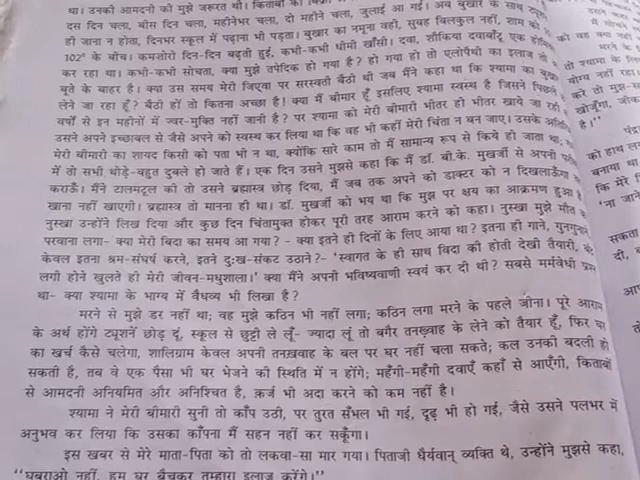 था। उनकी आमदनी की मुझे जरूरत थी। किताबों की
दस दिन चला, बीस दिन चला, महीनेभर चला, दो महीने चला, जुलाई आ गई। अब बुखार के साथ
ही जाना न होता, दिनभर स्कूल में पढ़ाना भी पड़ता। बुखार का नमूना वही, सुबह बिलकुल नहीं, शाम को
102° के बीच। कमजोरी दिन-दिन बढ़ती हुई, कभी-कभी धीमी खाँसी। दवा, शौकिया दवाबाँटू एक
कर रहा था। कभी-कभी सोचता, क्या मुझे तपेदिक हो गया है? हो गया हो तो एलोपैथी का इलाज तो
बूते के बाहर है। क्या उस समय मेरी जिएवा पर सरस्वती बैठी थी जब मैंने कहा था कि श्यामा का बुखार
लेने जा रहा हूँ? बैठी हों तो कितना अच्छा है! क्या मैं बीमार हूँ इसलिए श्यामा स्वस्थ है जिसने पिछले
वर्षों से इन महीनों में ज्वर-मुक्ति नहीं जानी है? पर श्यामा को मेरी बीमारी भीतर ही भीतर खाये जा रही
उसने अपने इच्छाबल से जैसे अपने को स्वस्थ कर लिया था कि वह भी कहीं मेरी चिंता न बन जाए। उसके
मेरी बीमारी का शायद किसी को पता भी न था, क्योंकि सारे काम तो मैं सामान्य रूप से किये ही जाता था;
में तो सभी थोड़े-बहुत दुबले हो जाते हैं। एक दिन उसने मुझसे कहा कि मैं डॉ. बी.के. मुखर्जी से अपनी
कराऊँ। मैंने टालमटूल की तो उसने ब्रह्मास्त्र छोड़ दिया, मैं जब तक अपने को डाक्टर को न दिखलाऊँगा
खाना नहीं खाएगी। ब्रह्मास्त्र तो मानना ही था। डॉ. मुखर्जी को भय था कि मुझ पर क्षय का आक्रमण हुआ है
नुस्खा उन्होंने लिख दिया और कुछ दिन चिंतामुक्त होकर पूरी तरह आराम करने को कहा। नुस्खा मुझे मौत का
परवाना लगा- क्या मेरी बिदा का समय आ गया? - क्या इतने ही दिनों के लिए आया था? इतना ही गाने, गुनगुनाने
केवल इतना श्रम-संघर्ष करने, इतने दु:ख-संकट उठाने?- 'स्वागत के ही साथ विदा की होती देखी तैयारी, बंद
लगी होने खुलते ही मेरी जीवन-मधुशाला।' क्या मैंने अपनी भविष्यवाणी स्वयं कर दी थी? सबसे मर्मवेधी प्रश्न
था- क्या श्यामा के भाग्य में वैधव्य भी लिखा है?
मरने से मुझे डर नहीं था; वह मुझे कठिन भी नहीं लगा; कठिन लगा मरने के पहले जीना। पूरे आराम
के अर्थ होंगे ट्यूशनें छोड़ दूं, स्कूल से छुट्टी ले लूँ- ज्यादा लूँ तो बगैर तनख़्वाह के लेने को तैयार हूँ, फिर घर
का खर्च कैसे चलेगा, शालिग्राम केवल अपनी तनख़वाह के बल पर घर नहीं चला सकते; कल उनकी बदली हो
सकती है, तब वे एक पैसा भी घर भेजने की स्थिति में न होंगे; महँगी-महँगी दवाएँ कहाँ से आएँगी, किताबों
से आमदनी अनियमित और अनिश्चित है, क़र्ज भी अदा करने को कम नहीं है।
श्यामा ने मेरी बीमारी सुनी तो काँप उठी, पर तुरत सँभल भी गई, दृढ़ भी हो गई, जैसे उसने पलभर में
अनुभव कर लिया कि उसका काँपना मैं सहन नहीं कर सकूँगा।
इस खबर से मेरे माता-पिता को तो लकवा-सा मार गया। पिताजी धैर्यवान् व्यक्ति थे, उन्होंने मुझसे कहा,
"घबराओ नहीं, हम घर बैचकर तुम्हारा इलाज करेंगे।"